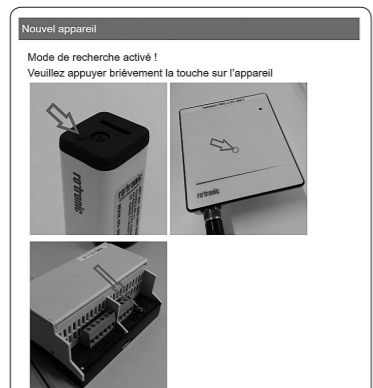 Nouvel appareil
Mode de recherche activé !
Veuillez appuyer brièvement la touche sur l'appareil
rotronic
rotronic